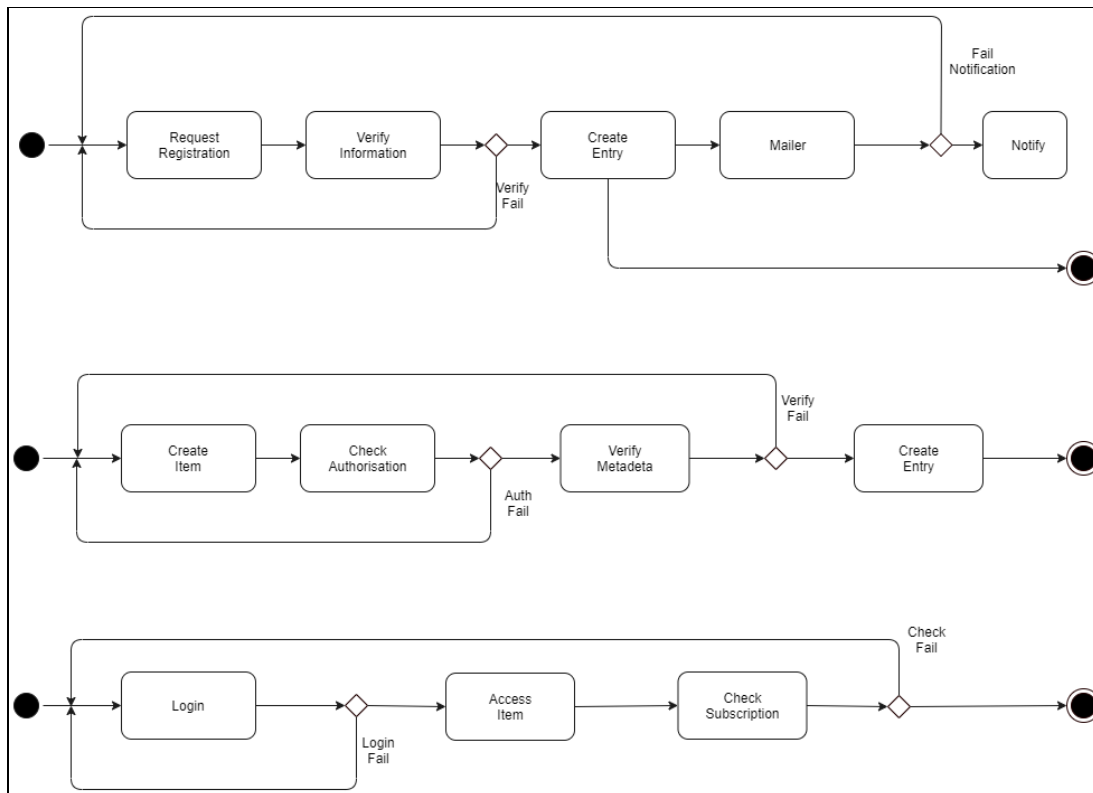 Fail
Notification
Request
Registration
Verify
Information
Create
Entry
Mailer
Notify
Verify
Fail
Verify
Fail
Create
Item
Check
Authorisation
Verify
Metadeta
Create
Entry
Auth
Fail
Check
Fail
Login
Access
Item
Check
Subscription
Login
Fail